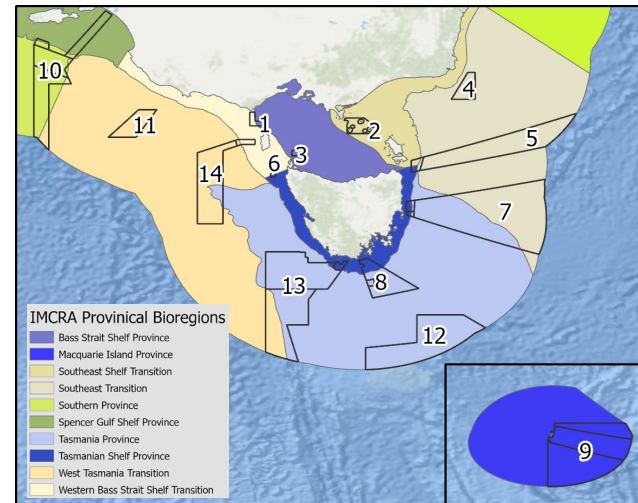 10
11
1
2
4
5
3
6
14
7
13
8
12
9
IMCRA Provinical Bioregions
Bass Strait Shelf Province
Macquarie Island Province
Southeast Shelf Transition
Southeast Transition
Southern Province
Spencer Gulf Shelf Province
Tasmania Province
Tasmanian Shelf Province
West Tasmania Transition
Western Bass Strait Shelf Transition